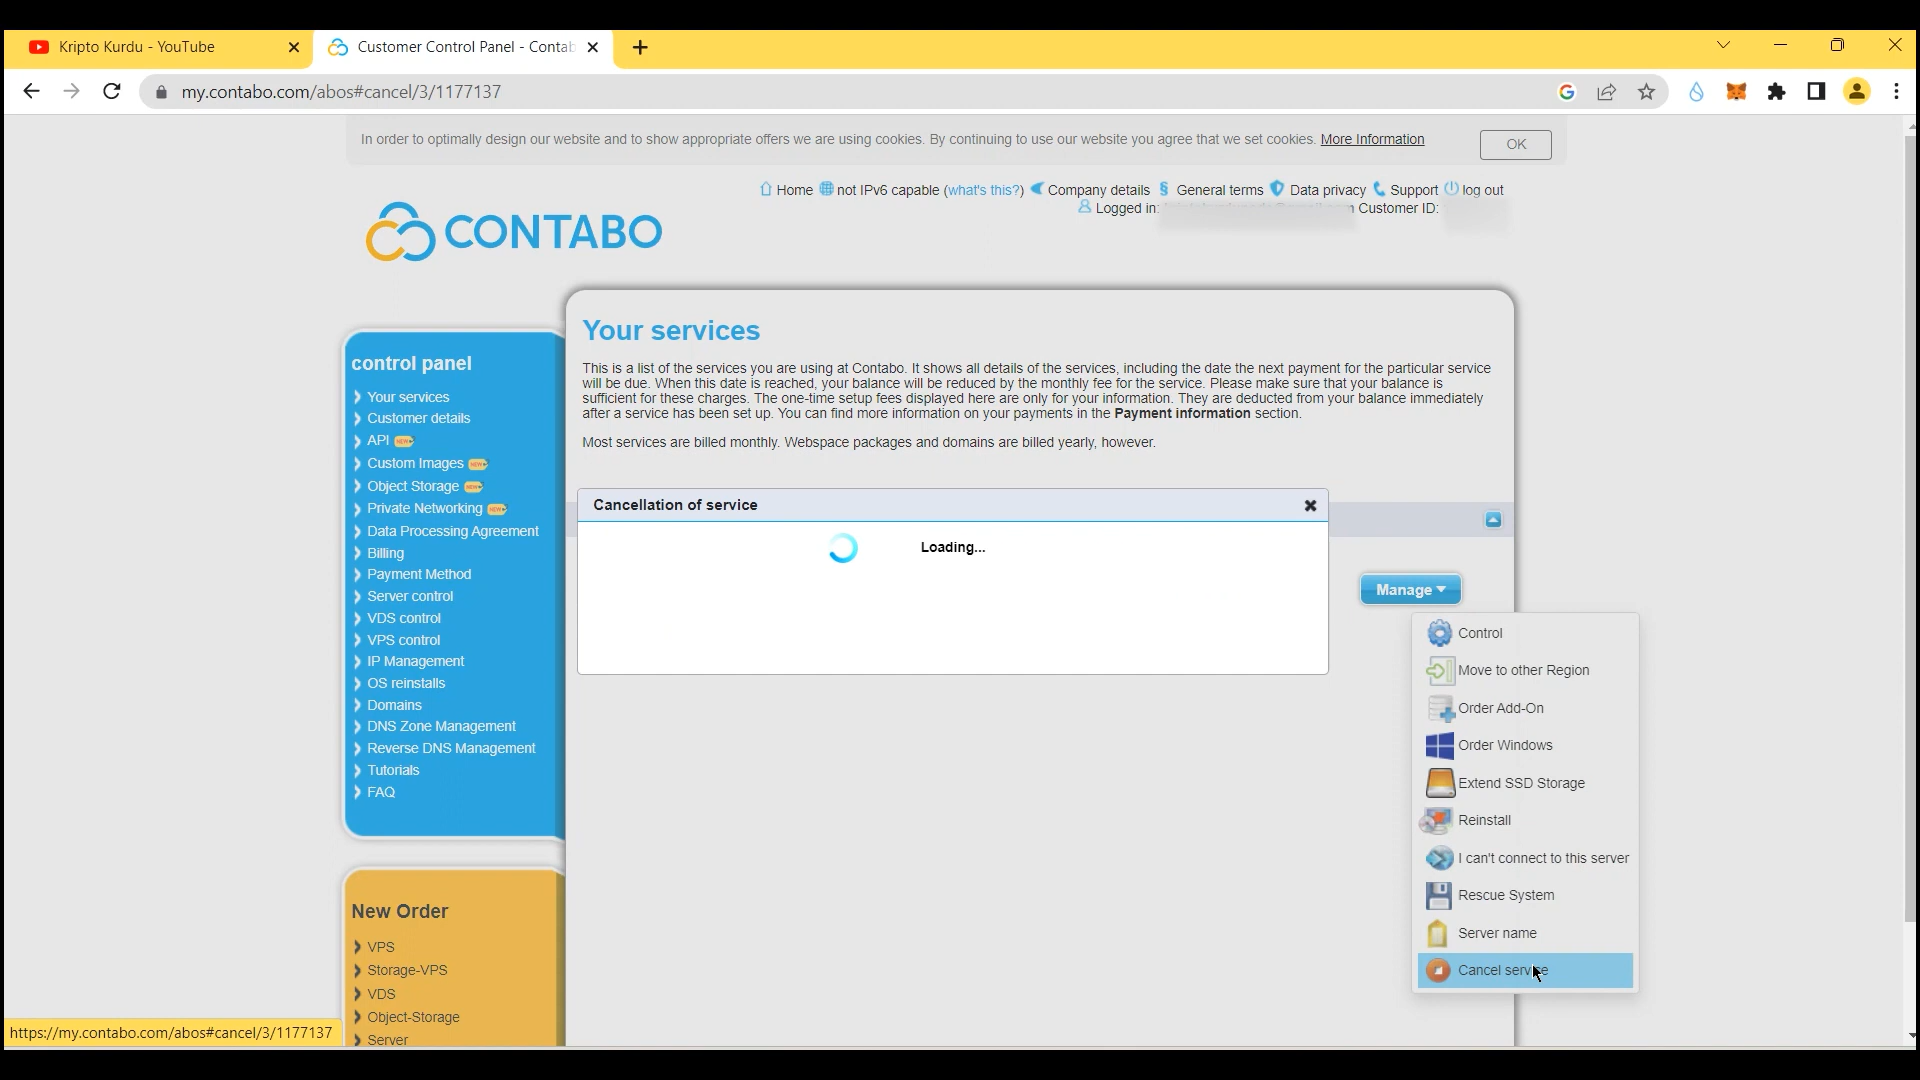 Kripto Kurdu - YouTube
Customer Control Panel - Contab
my.contabo.com/abos#cancel/3/1177137
In order to optimally design our website and to show appropriate offers we are using cookies. By continuing to use our website you agree that we set cookies. More Information
OK
Home not IPv6 capable (what's this?) Company details § General terms Data privacy Support log out
Logged in: Customer ID:
CONTABO
Your services
This is a list of the services you are using at Contabo. It shows all details of the services, including the date the next payment for the particular service
will be due. When this date is reached, your balance will be reduced by the monthly fee for the service. Please make sure that your balance is
sufficient for these charges. The one-time setup fees displayed here are only for your information. They are deducted from your balance immediately
after a service has been set up. You can find more information on your payments in the Payment information section.
Most services are billed monthly. Webspace packages and domains are billed yearly, however.
control panel
Your services
Customer details
API NEW
Custom Images NEW
Object Storage NEW
Private Networking NEW
Data Processing Agreement
Billing
Payment Method
Server control
VDS control
VPS control
IP Management
OS reinstalls
Domains
DNS Zone Management
Reverse DNS Management
Tutorials
FAQ
Cancellation of service
Loading...
Manage
Control
Move to other Region
Order Add-On
Order Windows
Extend SSD Storage
Reinstall
I can't connect to this server
Rescue System
Server name
Cancel service
New Order
VPS
Storage-VPS
VDS
Object-Storage
Server
https://my.contabo.com/abos#cancel/3/1177137